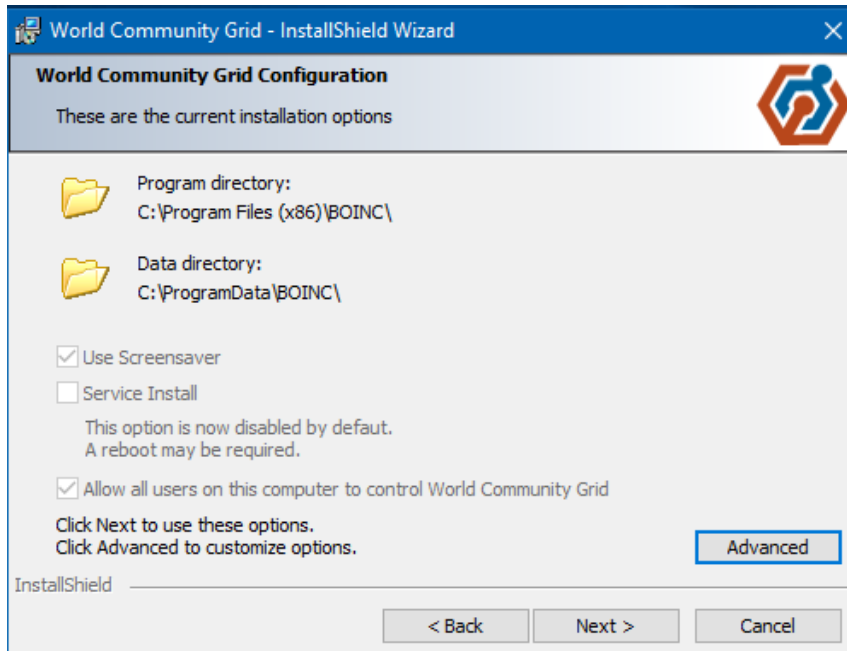 World Community Grid - InstallShield Wizard
World Community Grid Configuration
These are the current installation options
Program directory:
C:\Program Files (x86)\BOINC\
Data directory:
C:\ProgramData\BOINC\
Use Screensaver
Service Install
This option is now disabled by defaut.
A reboot may be required.
Allow all users on this computer to control World Community Grid
Click Next to use these options.
Click Advanced to customize options.
Advanced
InstallShield
< Back
Next >
Cancel